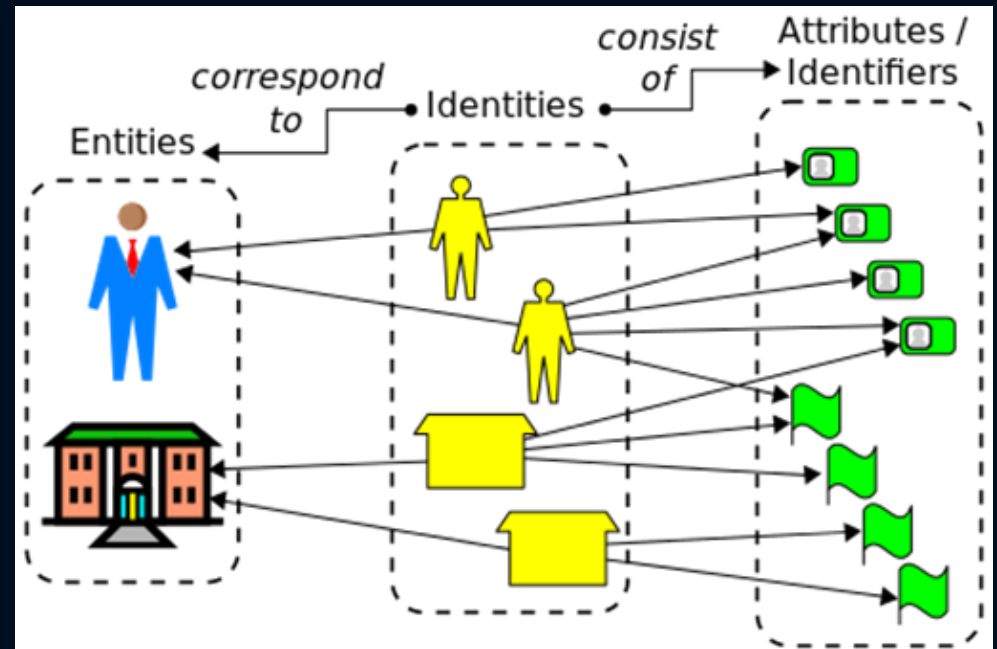 consist
of
Attributes /
Identifiers
correspond
to
Identities
Entities